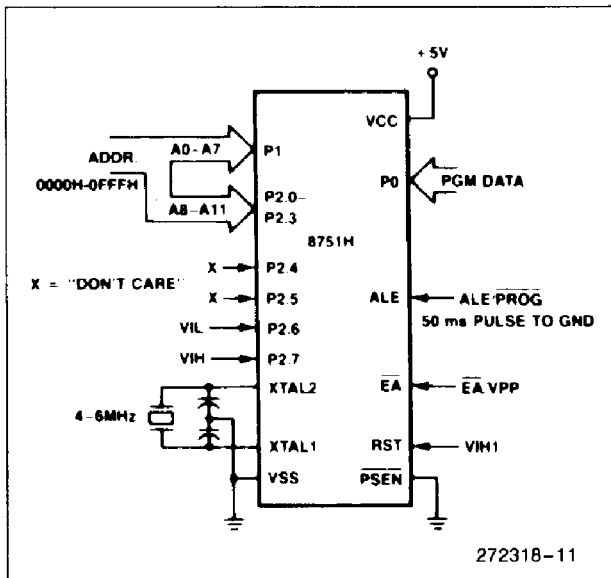 +5V
VCC
A0-A7
P1
ADDR.
0000H-0FFFH
P0
PGM DATA
P2.0-
P2.3
A8-A11
8751H
X
P2.4
X = "DON'T CARE"
X
P2.5
ALE
ALE/PROG
50 ms PULSE TO GND
VIL
P2.6
VIH
P2.7
XTAL2
EA
EA/VPP
4-6MHz
XTAL1
RST
VIH1
VSS
PSEN
272318-11